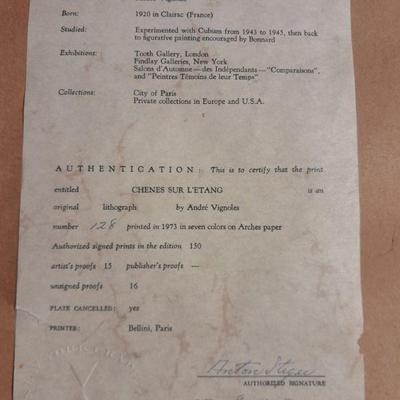 Born: 1920 in Clairac (France)
Studied: Experimented with Cubism from 1943 to 1945, then back
to figurative painting encouraged by Bonnard
Exhibitions: Tooth Gallery, London
Findlay Galleries, New York
Salons d'Automne—des Indépendants—"Comparaisons",
and "Peintres Témoins de leur Temps"
Collections: City of Paris
Private collections in Europe and U.S.A.
AUTHENTICATION: This is to certify that the print
entitled CHENES SUR L'ETANG is an
original lithograph by André Vignoles
number 128 printed in 1973 in seven colors on Arches paper
Authorized signed prints in the edition 150
artist's proofs 15 publisher's proofs —
unsigned proofs 16
PLATE CANCELLED: yes
PRINTER: Bellini, Paris
Anton
AUTHORIZED SIGNATURE